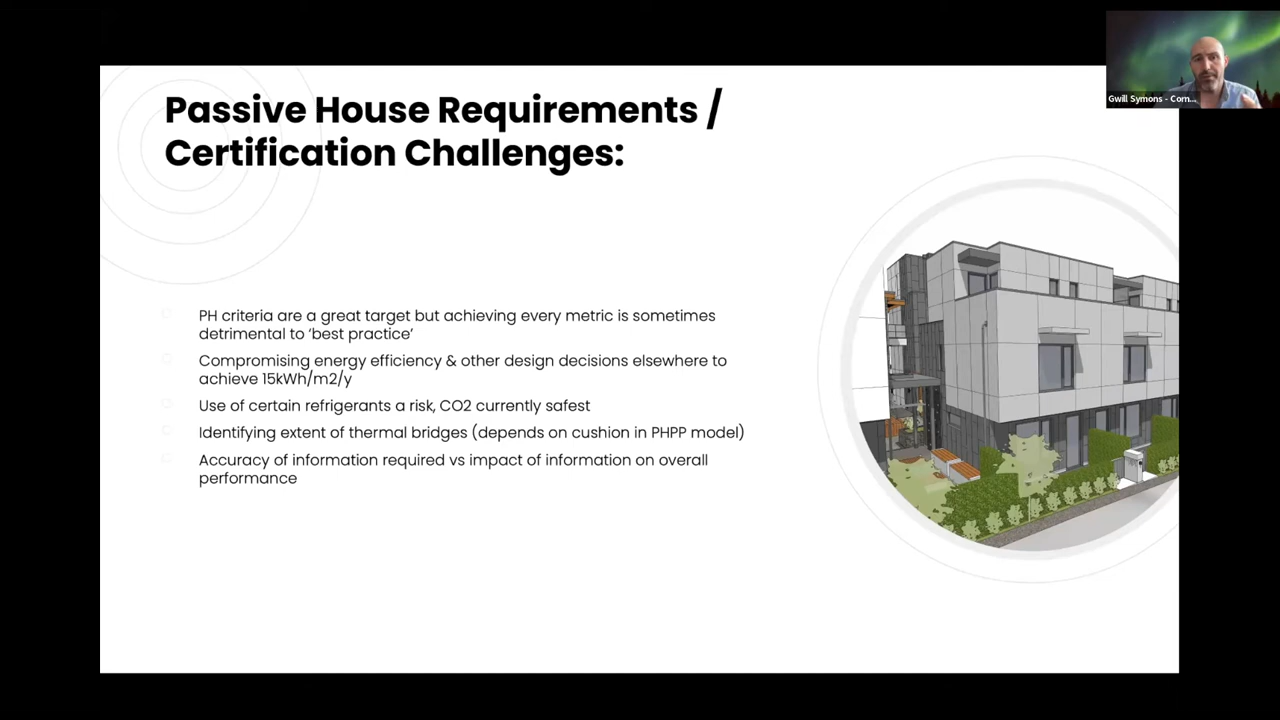 Passive House Requirements /
Certification Challenges:
PH criteria are a great target but achieving every metric is sometimes
detrimental to ‘best practice‘
Compromising energy efficiency & other design decisions elsewhere to
achieve 15kWh/m2/y
Use of certain refrigerants a risk, CO2 currently safest
Identifying extent of thermal bridges (depends on cushion in PHPP model)
Accuracy of information required vs impact of information on overall
performance
Gwill Symons - Com...